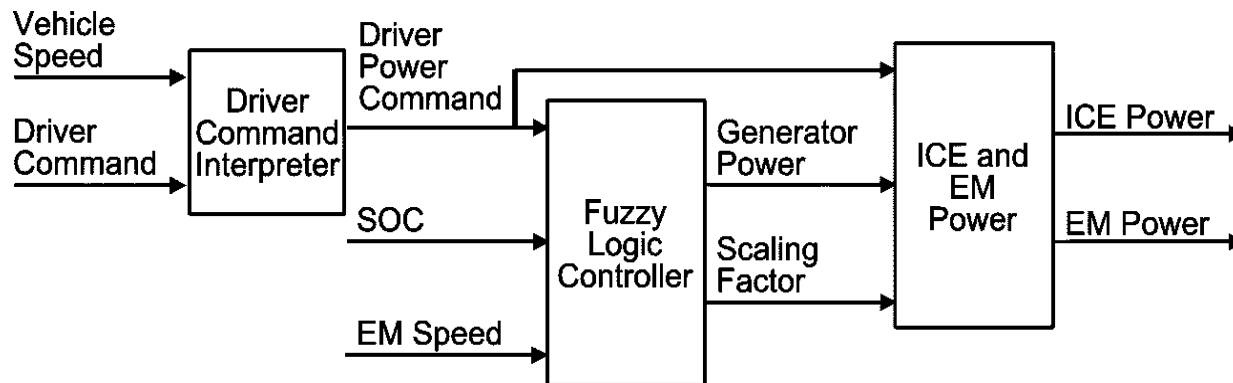 Vehicle
Speed
Driver
Command
Driver
Command
Interpreter
Driver
Power
Command
SOC
EM Speed
Fuzzy
Logic
Controller
Generator
Power
Scaling
Factor
ICE and
EM
Power
ICE Power
EM Power